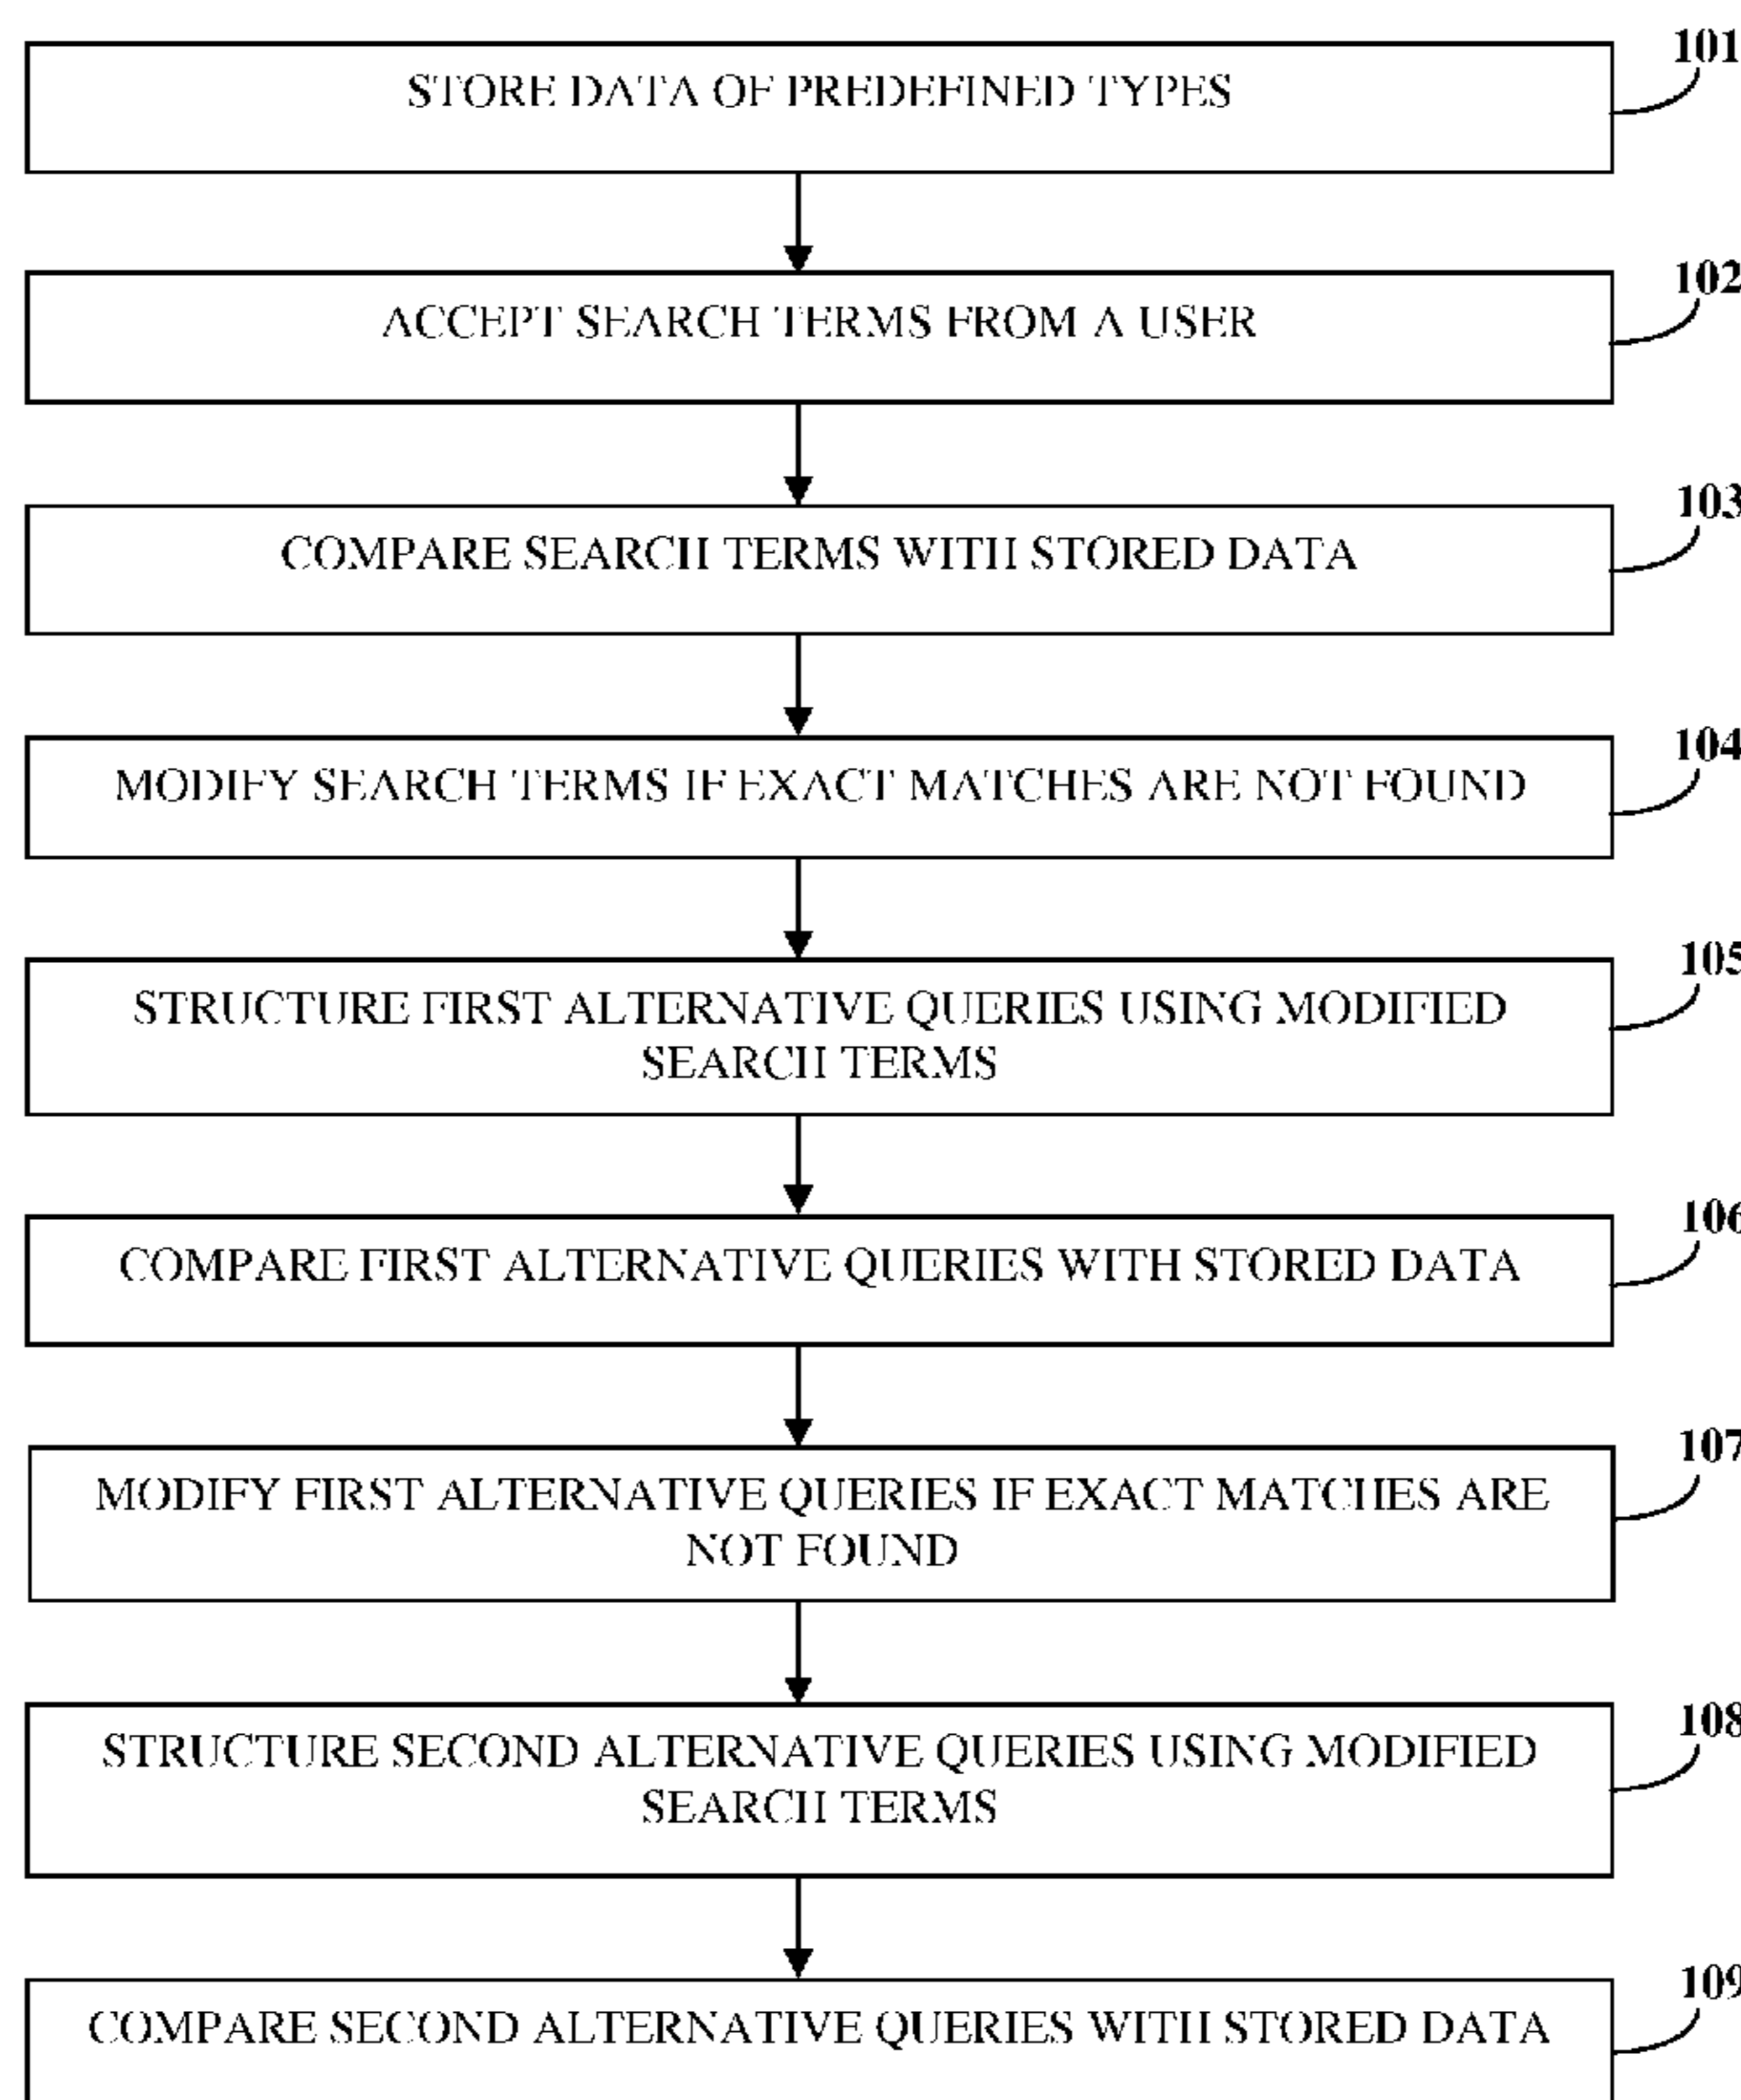 101
STORE DATA OF PREDEFINED TYPES
102
ACCEPT SEARCH TERMS FROM A USER
103
COMPARE SEARCH TERMS WITH STORED DATA
104
MODIFY SEARCH TERMS IF EXACT MATCHES ARE NOT FOUND
105
STRUCTURE FIRST ALTERNATIVE QUERIES USING MODIFIED
SEARCH TERMS
106
COMPARE FIRST ALTERNATIVE QUERIES WITH STORED DATA
107
MODIFY FIRST ALTERNATIVE QUERIES IF EXACT MATCHES ARE
NOT FOUND
108
STRUCTURE SECOND ALTERNATIVE QUERIES USING MODIFIED
SEARCH TERMS
109
COMPARE SECOND ALTERNATIVE QUERIES WITH STORED DATA